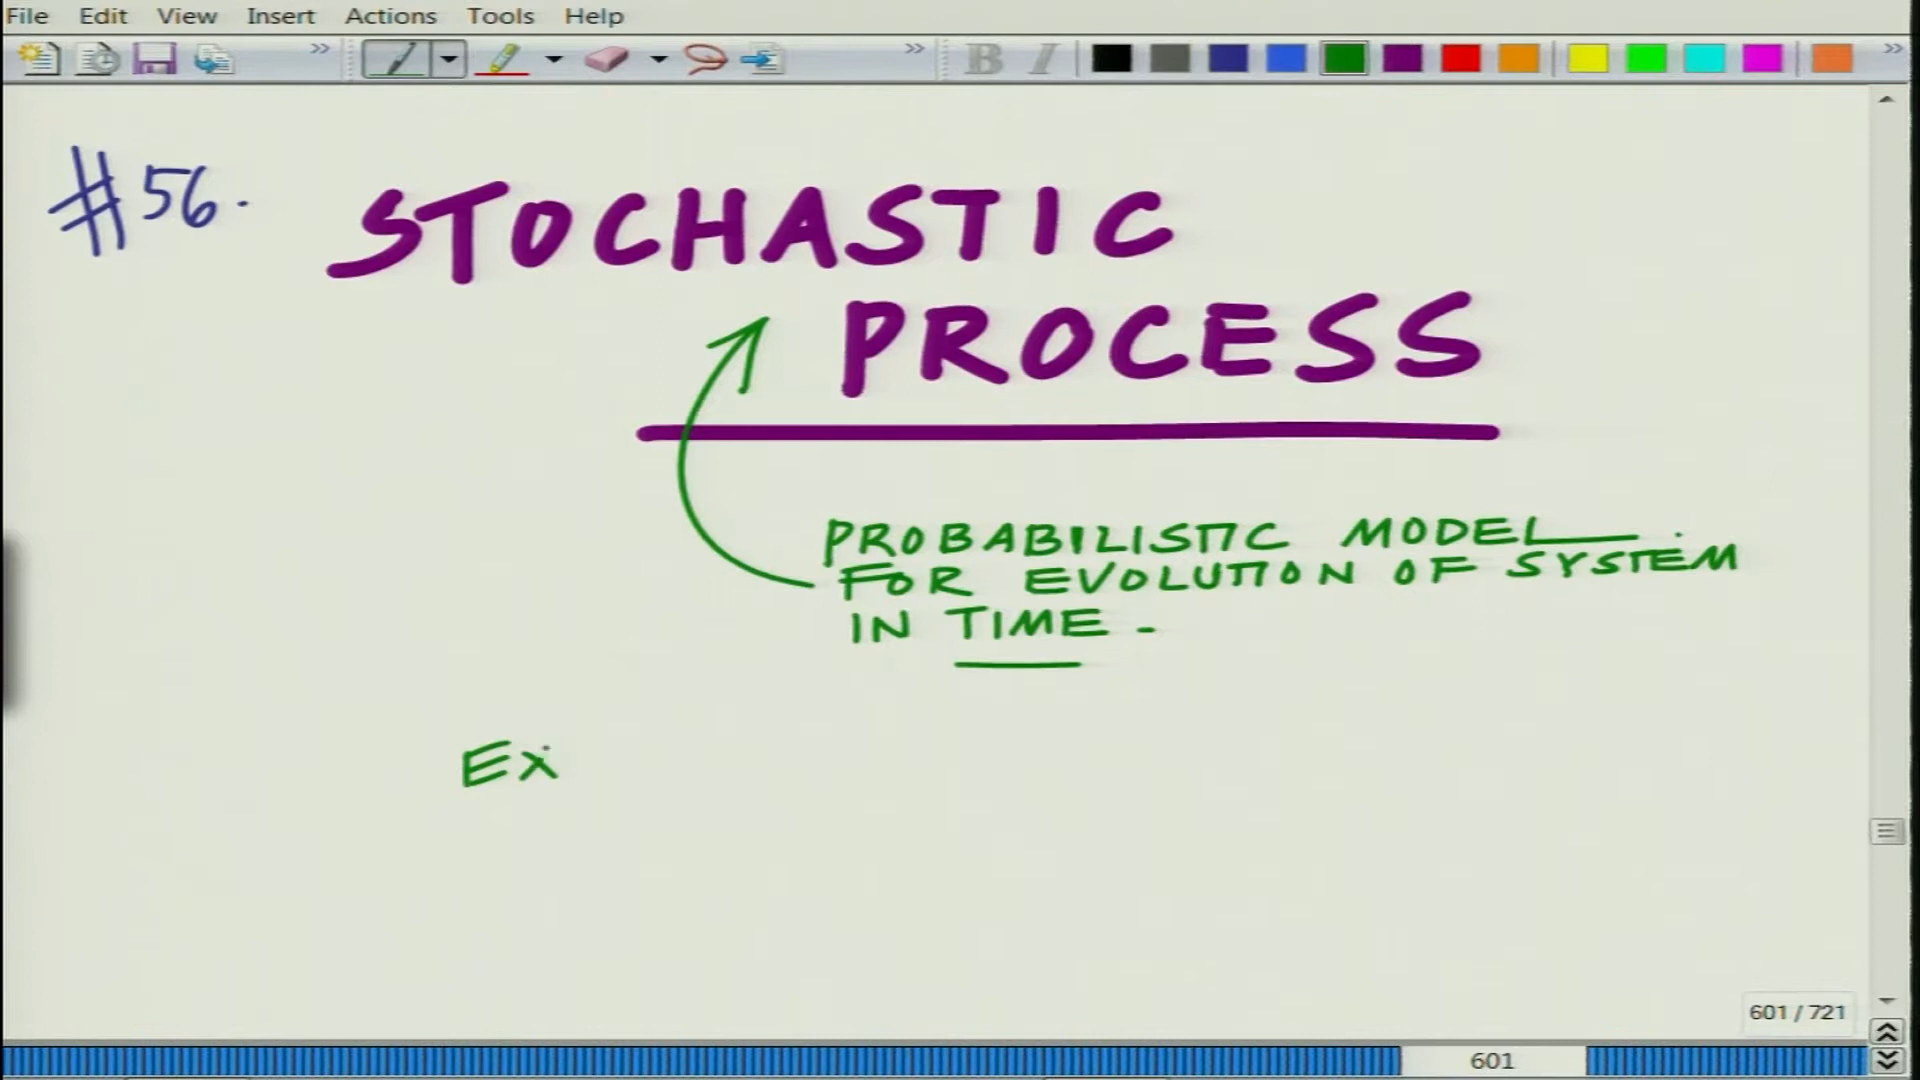 File Edit View Insert Actions Tools Help
B I
#56.
STOCHASTIC
PROCESS
PROBABILISTIC MODEL
FOR EVOLUTION OF SYSTEM
IN TIME.
Ex
601 / 721
601